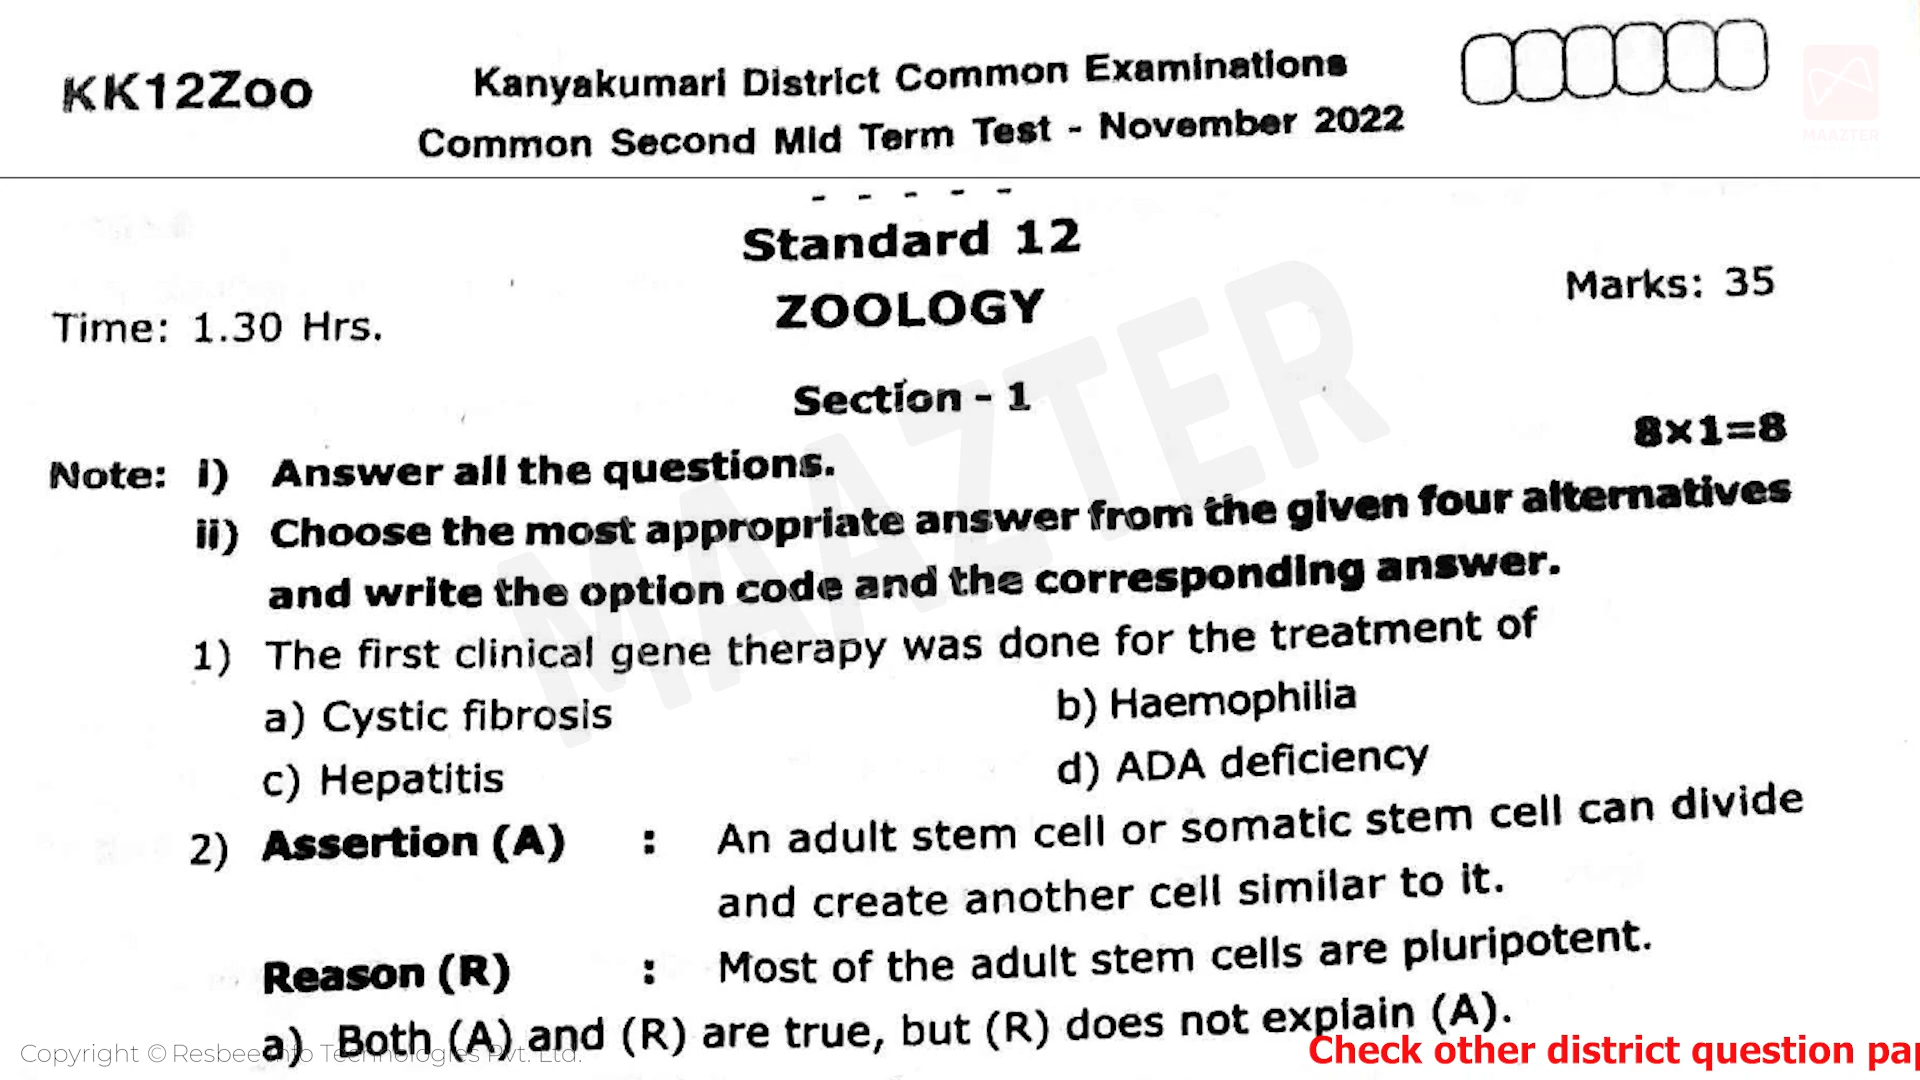 KK12Zoo
Kanyakumari District Common Examinations
Common Second Mid Term Test - November 2022
MAAZTER
- - - - -
Standard 12
ZOOLOGY
Marks: 35
Time: 1.30 Hrs.
Section - 1
8×1=8
Note: i) Answer all the questions.
ii) Choose the most appropriate answer from the given four alternatives
and write the option code and the corresponding answer.
1) The first clinical gene therapy was done for the treatment of
a) Cystic fibrosis b) Haemophilia
c) Hepatitis d) ADA deficiency
2) Assertion (A) : An adult stem cell or somatic stem cell can divide
and create another cell similar to it.
Reason (R) : Most of the adult stem cells are pluripotent.
a) Both (A) and (R) are true, but (R) does not explain (A).
MAAZTER
Copyright © Resbee Info Technologies Pvt. Ltd.
Check other district question pap